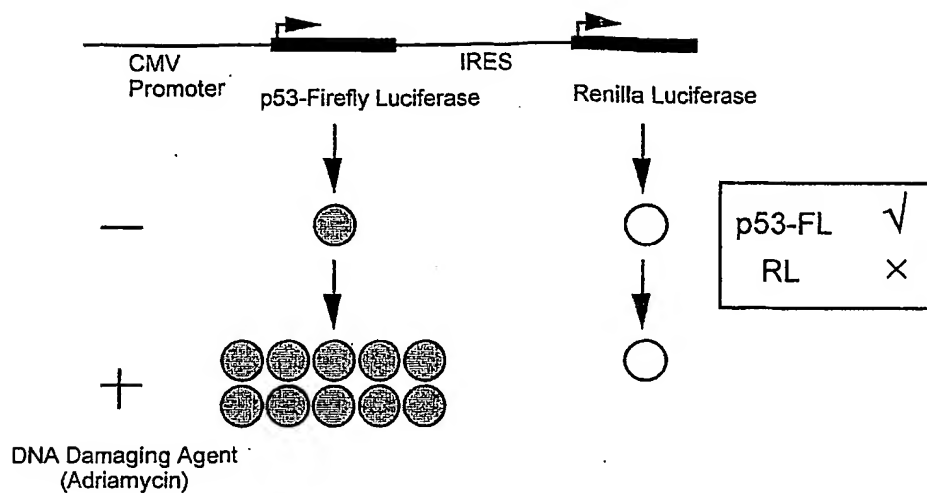 CMV
Promoter
IRES
p53-Firefly Luciferase
Renilla Luciferase
−
p53-FL √
RL ×
+
DNA Damaging Agent
(Adriamycin)